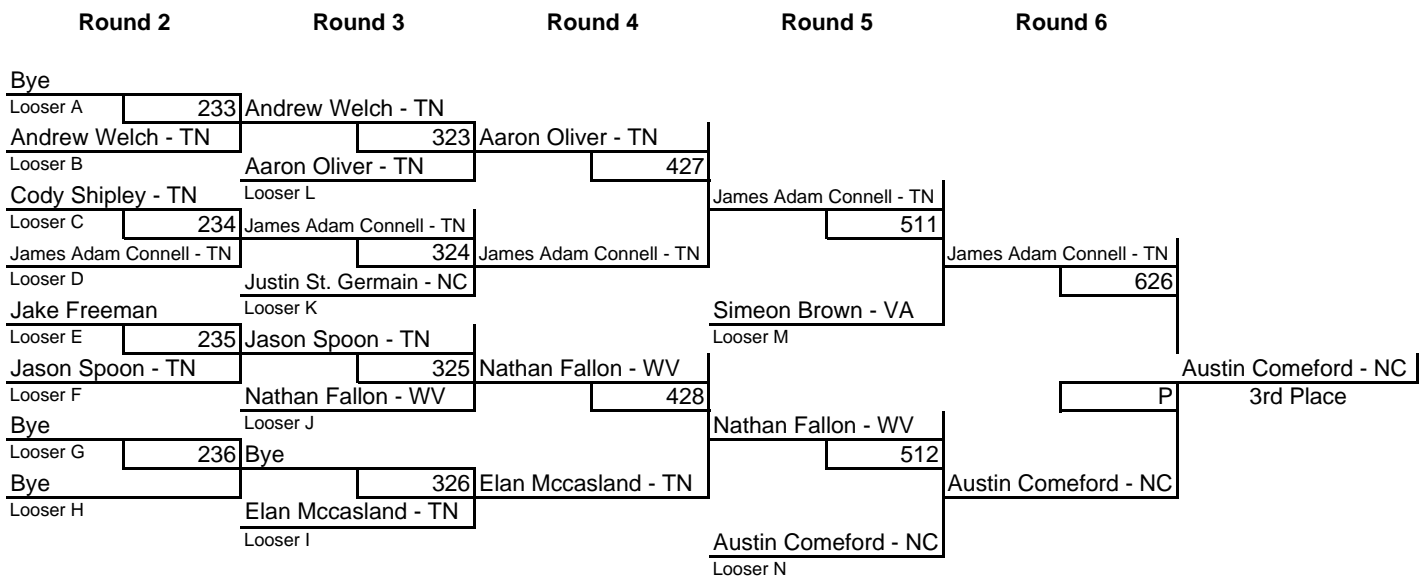 Round 2 Round 3 Round 4 Round 5 Round 6
Bye
Looser A 233 Andrew Welch - TN
Andrew Welch - TN 323 Aaron Oliver - TN
Looser B Aaron Oliver - TN 427
Cody Shipley - TN Looser L James Adam Connell - TN
Looser C 234 James Adam Connell - TN 511
James Adam Connell - TN 324 James Adam Connell - TN James Adam Connell - TN
Looser D Justin St. Germain - NC 626
Jake Freeman Looser K Simeon Brown - VA
Looser E 235 Jason Spoon - TN Looser M
Jason Spoon - TN 325 Nathan Fallon - WV Austin Comeford - NC
Looser F Nathan Fallon - WV 428 P 3rd Place
Bye Looser J Nathan Fallon - WV
Looser G 236 Bye 512
Bye 326 Elan Mccasland - TN Austin Comeford - NC
Looser H Elan Mccasland - TN
Looser I Austin Comeford - NC
Looser N